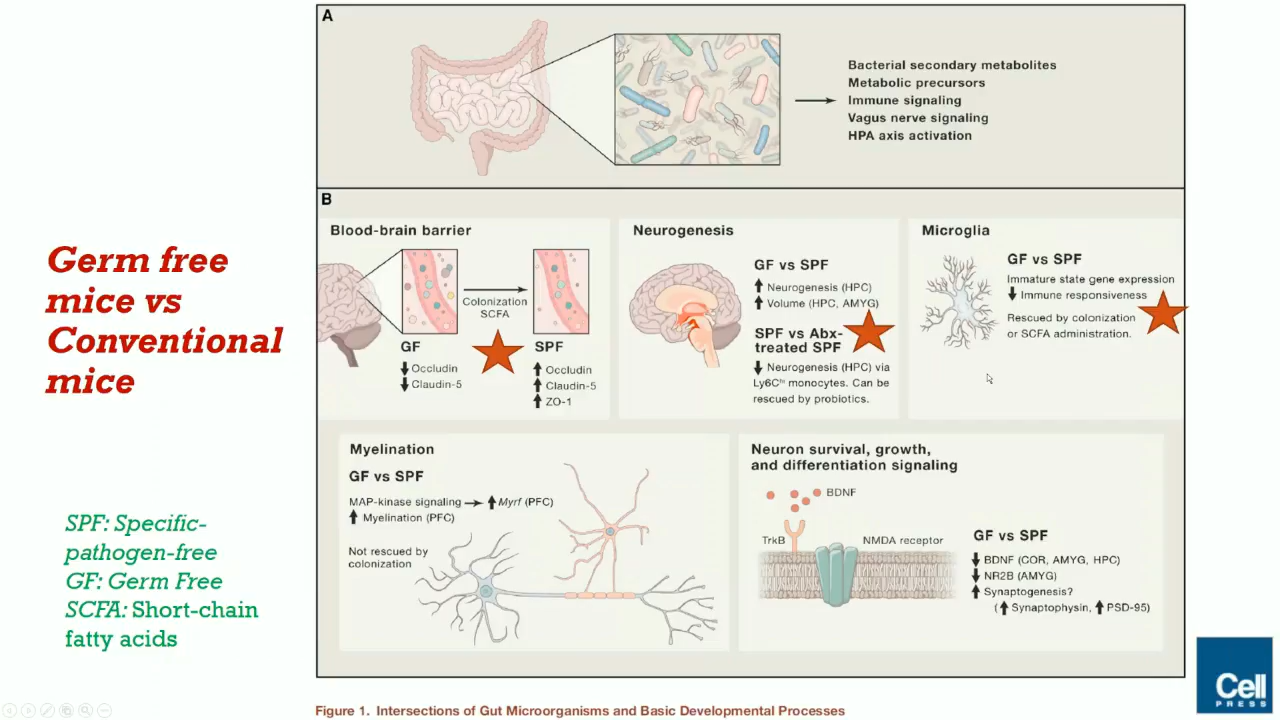 Germ free
mice vs
Conventional
mice
SPF: Specific-
pathogen-free
GF: Germ Free
SCFA: Short-chain
fatty acids
A
Bacterial secondary metabolites
Metabolic precursors
Immune signaling
Vagus nerve signaling
HPA axis activation
B
Blood-brain barrier
Colonization
SCFA
GF
Occludin
Claudin-5
SPF
Occludin
Claudin-5
ZO-1
Neurogenesis
GF vs SPF
Neurogenesis (HPC)
Volume (HPC, AMYG)
SPF vs Abx-
treated SPF
Neurogenesis (HPC) via
Ly6Cʰⁱ monocytes. Can be
rescued by probiotics.
Microglia
GF vs SPF
Immature state gene expression
Immune responsiveness
Rescued by colonization
or SCFA administration.
Myelination
GF vs SPF
MAP-kinase signaling → ↑ Myrf (PFC)
Myelination (PFC)
Not rescued by
colonization
Neuron survival, growth,
and differentiation signaling
BDNF
TrkB
NMDA receptor
GF vs SPF
BDNF (COR, AMYG, HPC)
NR2B (AMYG)
Synaptogenesis?
(↑ Synaptophysin, ↑ PSD-95)
Figure 1. Intersections of Gut Microorganisms and Basic Developmental Processes
Cell
PRESS